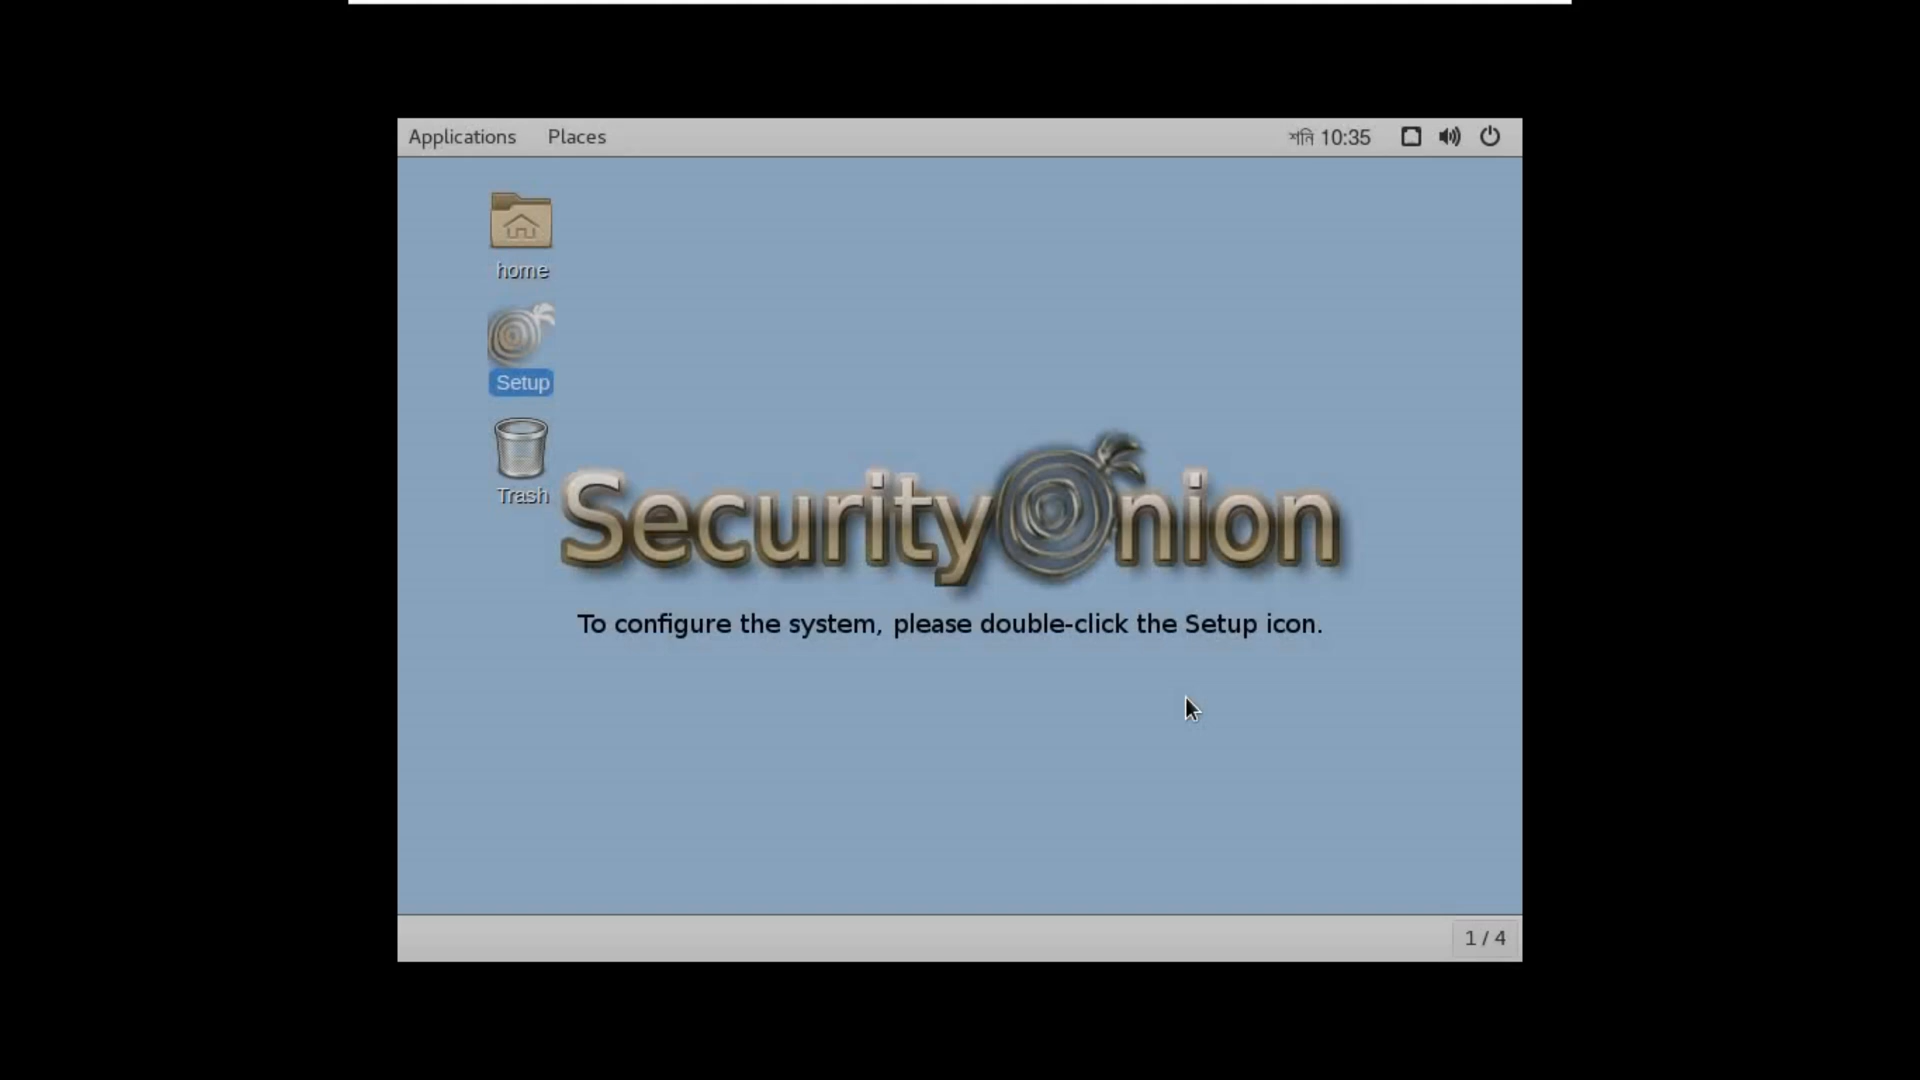 Applications Places শনি 10:35
home
Setup
Trash
SecurityOnion
To configure the system, please double-click the Setup icon.
1 / 4